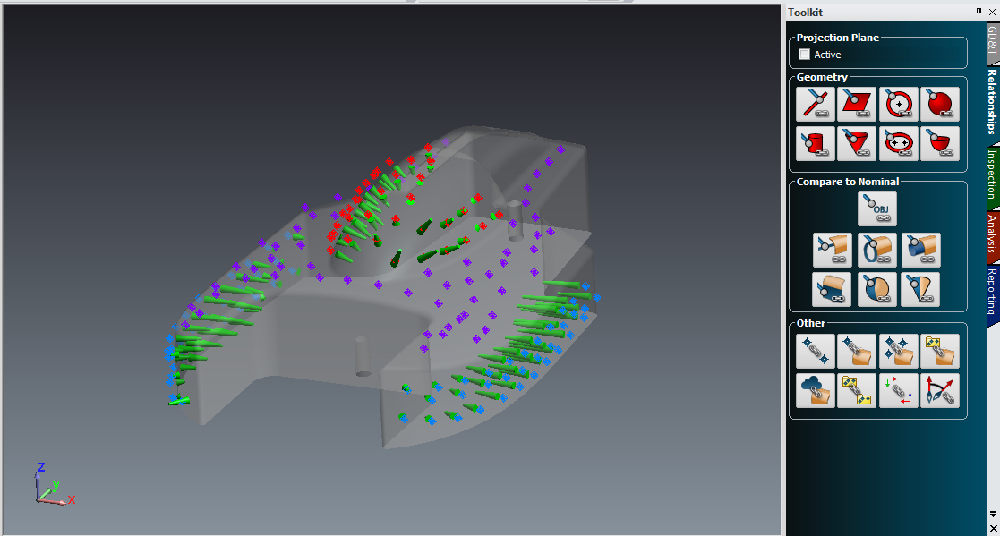 Toolkit
Projection Plane
Active
Geometry
Compare to Nominal
OBJ
Other
GD&T
Relationships
Inspection
Analysis
Reporting
Z
y
X